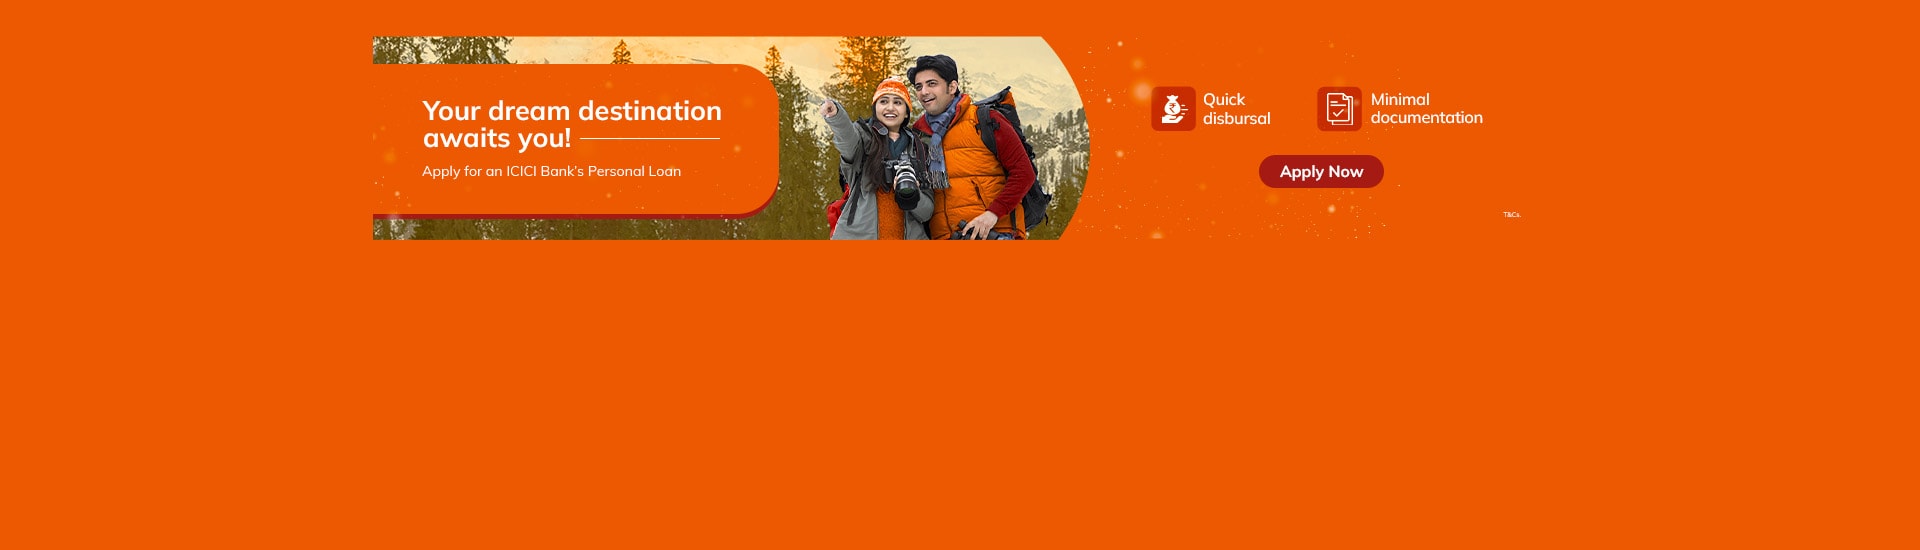 Your dream destination
awaits you!
Apply for an ICICI Bank's Personal Loan
Quick
disbursal
Minimal
documentation
Apply Now
T&Cs.